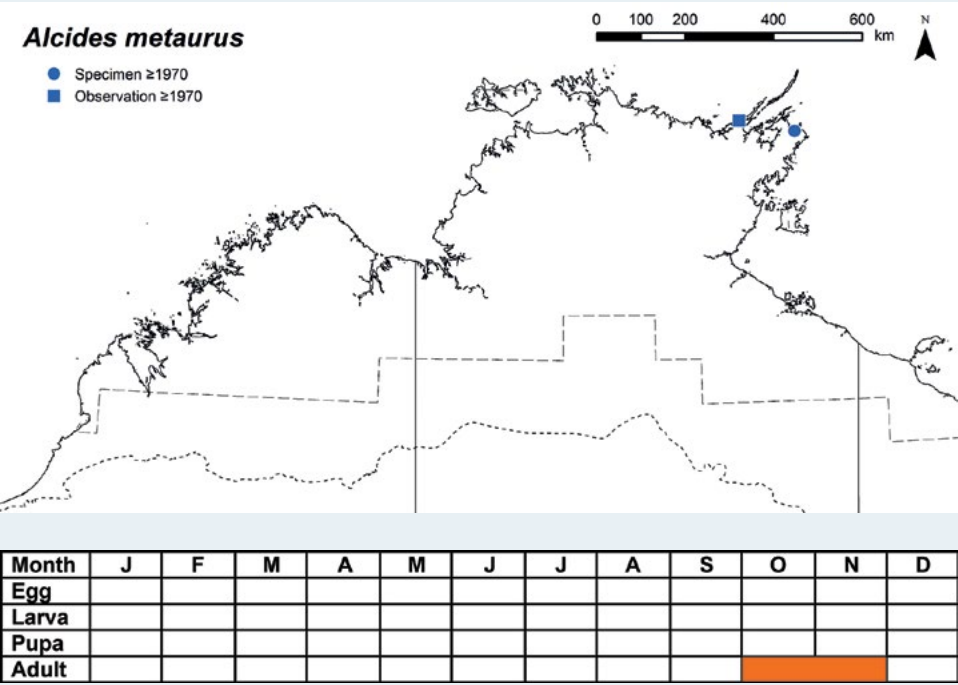 Alcides metaurus
Specimen ≥1970
Observation ≥1970
0 100 200 400 600
km
N
Month J F M A M J J A S O N D
Egg
Larva
Pupa
Adult